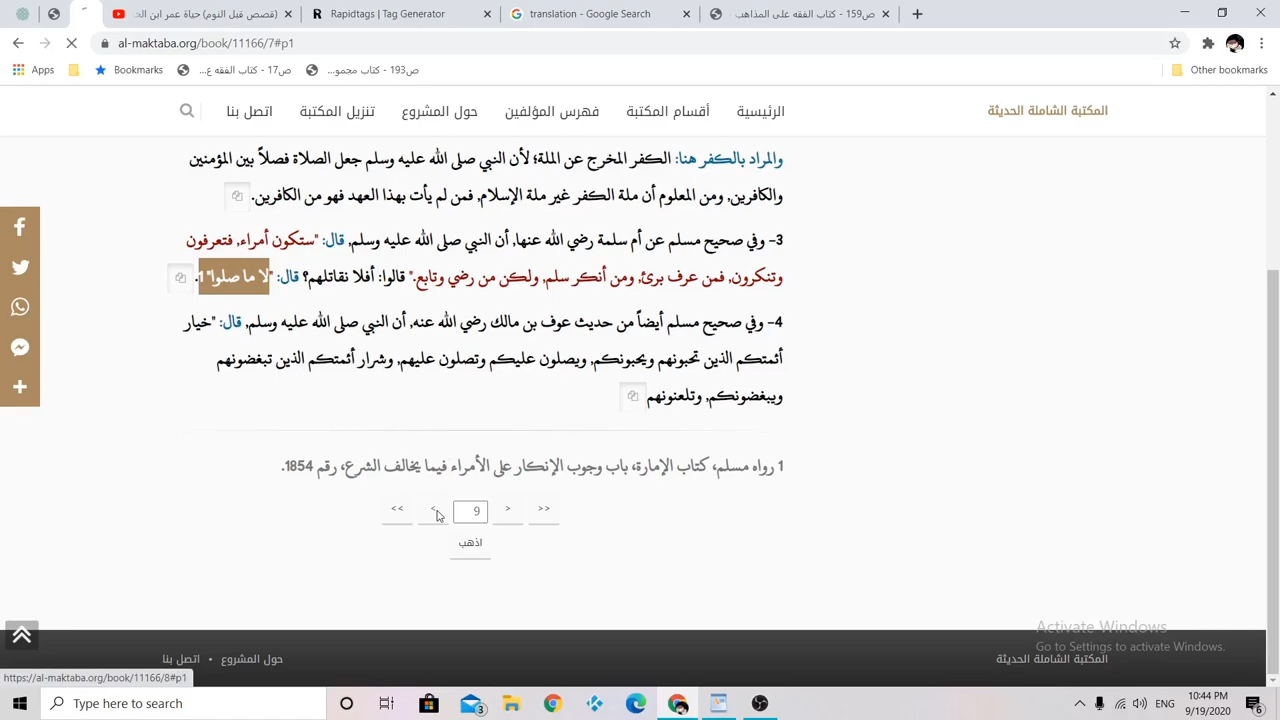 (قصص قبل النوم) حياة عمر ابن الخ
Rapidtags | Tag Generator
translation - Google Search
ص159 - كتاب الفقه على المذاهب
al-maktaba.org/book/11166/7#p1
Apps
Bookmarks
ص17 - كتاب الفقه ع...
ص193 - كتاب مجمو...
Other bookmarks
المكتبة الشاملة الحديثة
الرئيسية
أقسام المكتبة
فهرس المؤلفين
حول المشروع
تنزيل المكتبة
اتصل بنا
والمراد بالكفر هنا: الكفر المخرج عن الملة؛ لأن النبي صلى الله عليه وسلم جعل الصلاة فصلاً بين المؤمنين
والكافرين, ومن المعلوم أن ملة الكفر غير ملة الإسلام, فمن لم يأت بهذا العهد فهو من الكافرين.
3- وفي صحيح مسلم عن أم سلمة رضي الله عنها, أن النبي صلى الله عليه وسلم, قال: "ستكون أمراء, فتعرفون
وتنكرون, فمن عرف برئ, ومن أنكر سلم, ولكن من رضي وتابع." قالوا: أفلا نقاتلهم؟ قال: "لا ما صلوا" 1.
4- وفي صحيح مسلم أيضاً من حديث عوف بن مالك رضي الله عنه, أن النبي صلى الله عليه وسلم, قال: "خيار
أئمتكم الذين تحبونهم ويحبونكم, ويصلون عليكم وتصلون عليهم, وشرار أئمتكم الذين تبغضونهم
ويبغضونكم, وتلعنونهم
1 رواه مسلم، كتاب الإمارة، باب وجوب الإنكار على الأمراء فيما يخالف الشرع، رقم 1854.
<< < 9 > >>
اذهب
Activate Windows
Go to Settings to activate Windows.
المكتبة الشاملة الحديثة
حول المشروع • اتصل بنا
https://al-maktaba.org/book/11166/8#p1
Type here to search
3
ENG
10:44 PM
9/19/2020
6